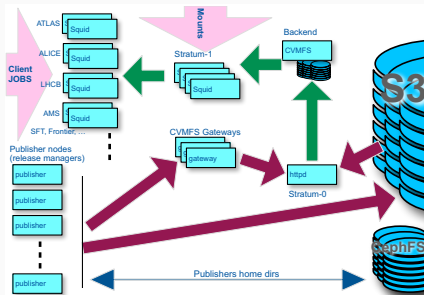 ATLAS
Squid
ALICE
Squid
LHCB
Squid
AMS
Squid
SFT, Frontier, ...
Client
JOBS
Mounts
Stratum-1
Squid
Backend
CVMFS
S3
CVMFS Gateways
gateway
httpd
Stratum-0
Publisher nodes
(release managers)
publisher
publisher
publisher
publisher
Publishers home dirs
CephFS